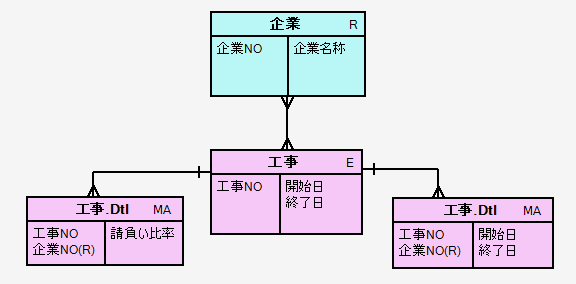 企業 R
企業NO 企業名称
工事 E
工事NO 開始日
終了日
工事.Dtl MA
工事NO 請負い比率
企業NO(R)
工事.Dtl MA
工事NO 開始日
企業NO(R) 終了日